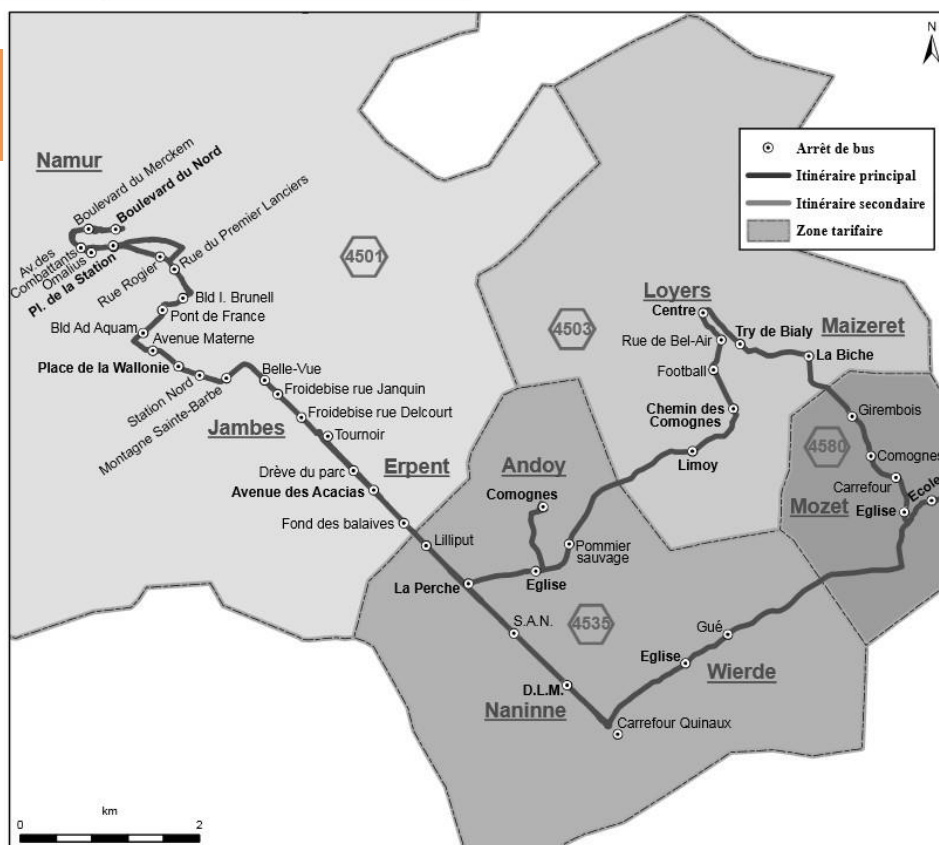 N
Arrêt de bus
Itinéraire principal
Itinéraire secondaire
Zone tarifaire
Namur
Boulevard du Merckem
Boulevard du Nord
Av.des
Combattants
Omalius
Pl. de la Station
Rue Rogier
Rue du Premier Lanciers
4501
Bld I. Brunell
Pont de France
Bld Ad Aquam
Avenue Materne
Place de la Wallonie
Station Nord
Montagne Sainte-Barbe
Belle-Vue
Froidebise rue Janquin
Froidebise rue Delcourt
Tournoir
Jambes
Drève du parc
Erpent
Avenue des Acacias
Fond des balaives
Lilliput
La Perche
4503
Loyers
Centre
Rue de Bel-Air
Try de Bialy
Maizeret
La Biche
Football
Chemin des
Comognes
Limoy
Girembois
4580
Comognes
Carrefour
Mozet
Eglise
Ecole
Andoy
Comognes
Pommier
sauvage
Eglise
4535
S.A.N.
Gué
Eglise
Wierde
D.L.M.
Naninne
Carrefour Quinaux
km
0
2